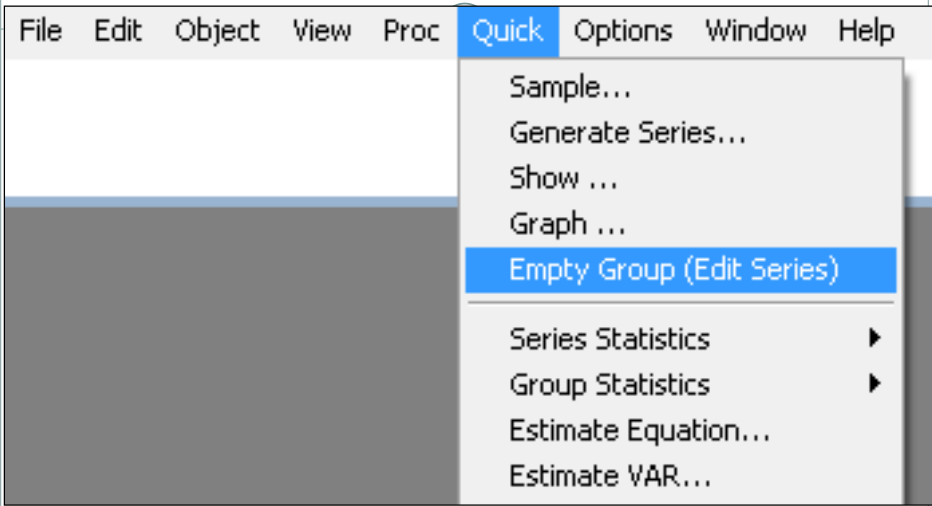 File Edit Object View Proc Quick Options Window Help
Sample...
Generate Series...
Show ...
Graph ...
Empty Group (Edit Series)
Series Statistics
Group Statistics
Estimate Equation...
Estimate VAR...